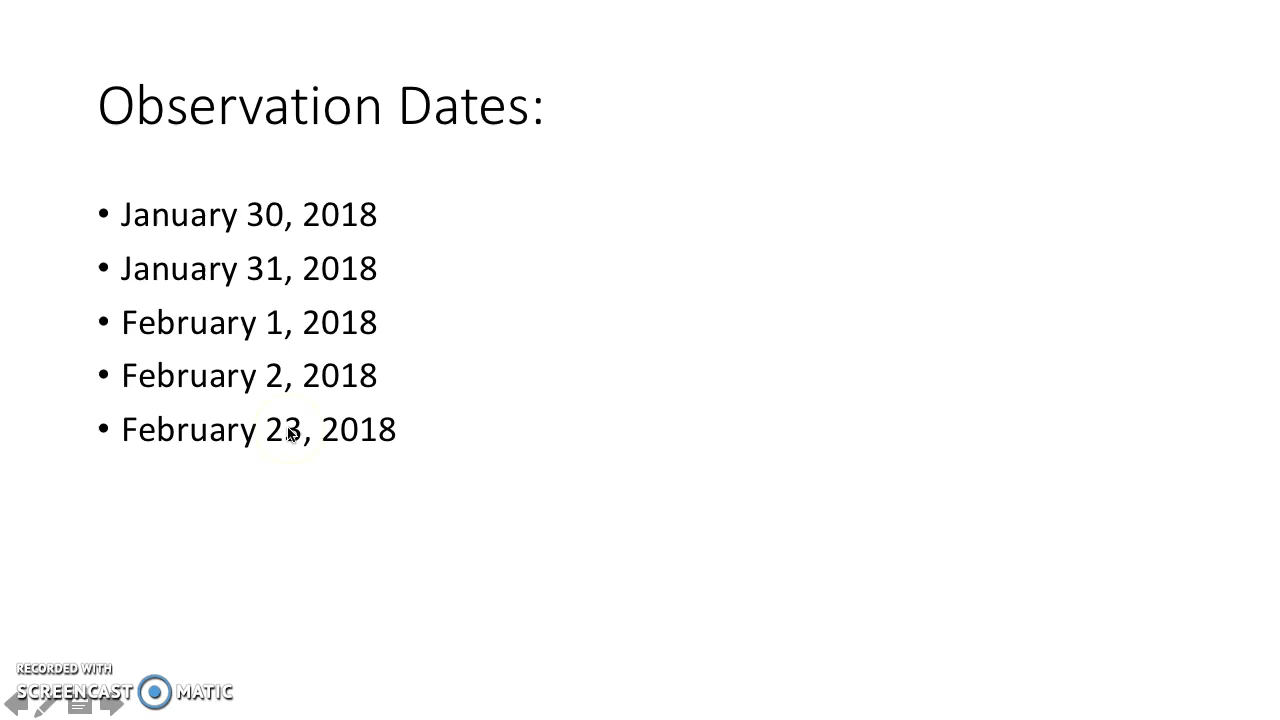 Observation Dates:
• January 30, 2018
• January 31, 2018
• February 1, 2018
• February 2, 2018
• February 23, 2018
RECORDED WITH
SCREENCAST MATIC